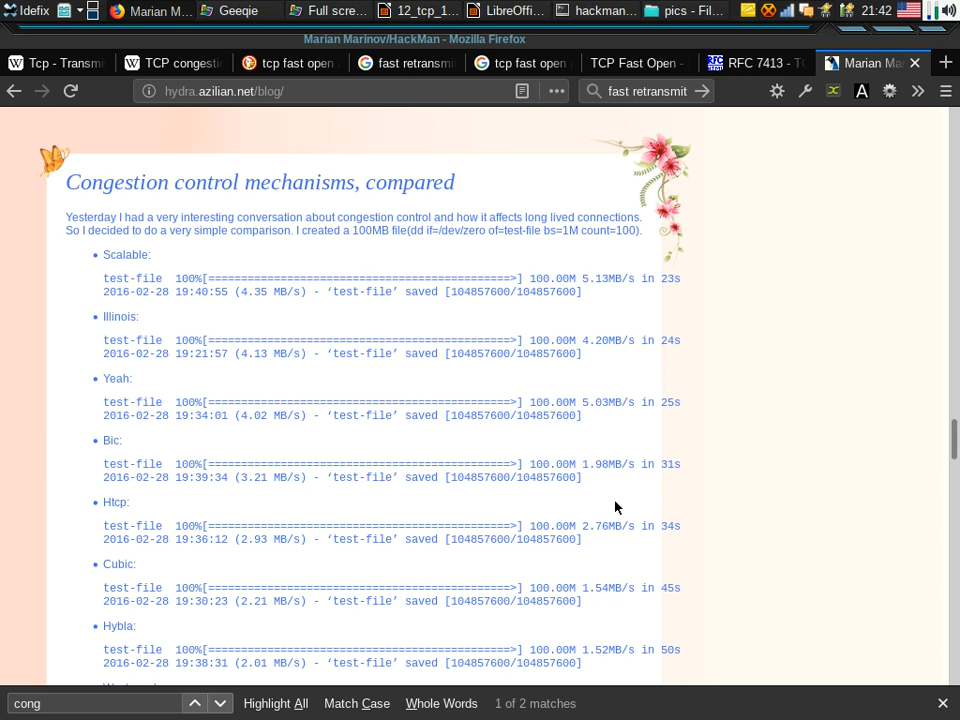 Idefix Marian M... Geeqie Full scre... 12_tcp_1... LibreOffi... hackman... pics - Fil... 21:42
Marian Marinov/HackMan - Mozilla Firefox
Tcp - Transmi TCP congesti tcp fast open fast retransmi tcp fast open TCP Fast Open - RFC 7413 - TC Marian Ma
hydra.azilian.net/blog/ fast retransmit
Congestion control mechanisms, compared
Yesterday I had a very interesting conversation about congestion control and how it affects long lived connections.
So I decided to do a very simple comparison. I created a 100MB file(dd if=/dev/zero of=test-file bs=1M count=100).
• Scalable:
test-file 100%[==============================================>] 100.00M 5.13MB/s in 23s
2016-02-28 19:40:55 (4.35 MB/s) - ‘test-file’ saved [104857600/104857600]
• Illinois:
test-file 100%[==============================================>] 100.00M 4.20MB/s in 24s
2016-02-28 19:21:57 (4.13 MB/s) - ‘test-file’ saved [104857600/104857600]
• Yeah:
test-file 100%[==============================================>] 100.00M 5.03MB/s in 25s
2016-02-28 19:34:01 (4.02 MB/s) - ‘test-file’ saved [104857600/104857600]
• Bic:
test-file 100%[==============================================>] 100.00M 1.98MB/s in 31s
2016-02-28 19:39:34 (3.21 MB/s) - ‘test-file’ saved [104857600/104857600]
• Htcp:
test-file 100%[==============================================>] 100.00M 2.76MB/s in 34s
2016-02-28 19:36:12 (2.93 MB/s) - ‘test-file’ saved [104857600/104857600]
• Cubic:
test-file 100%[==============================================>] 100.00M 1.54MB/s in 45s
2016-02-28 19:30:23 (2.21 MB/s) - ‘test-file’ saved [104857600/104857600]
• Hybla:
test-file 100%[==============================================>] 100.00M 1.52MB/s in 50s
2016-02-28 19:38:31 (2.01 MB/s) - ‘test-file’ saved [104857600/104857600]
cong Highlight All Match Case Whole Words 1 of 2 matches